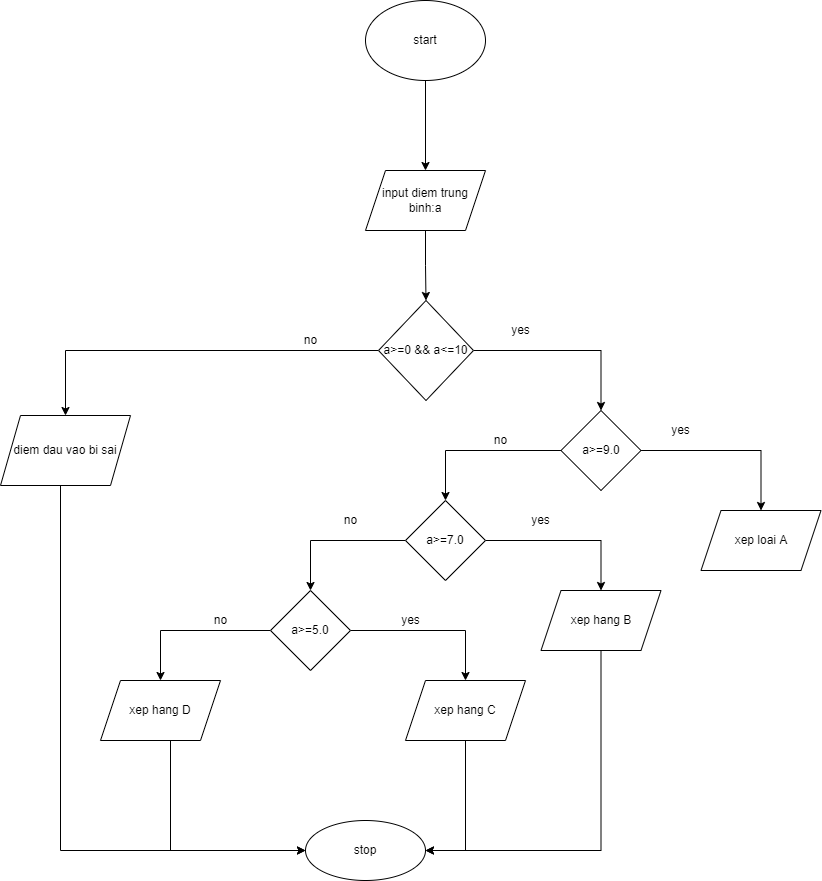 start
input diem trung
binh:a
a>=0 && a<=10
no
yes
diem dau vao bi sai
a>=9.0
no
yes
xep loai A
a>=7.0
no
yes
xep hang B
a>=5.0
no
yes
xep hang D
xep hang C
stop